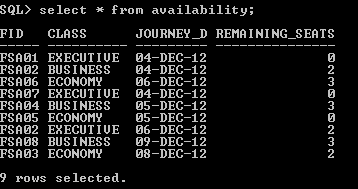 SQL> select * from availability;
FID CLASS JOURNEY_D REMAINING_SEATS
----- --------- --------- ---------------
FSA01 EXECUTIVE 04-DEC-12 0
FSA02 BUSINESS 04-DEC-12 2
FSA06 ECONOMY 06-DEC-12 3
FSA07 EXECUTIVE 04-DEC-12 0
FSA04 BUSINESS 05-DEC-12 3
FSA05 ECONOMY 05-DEC-12 0
FSA02 EXECUTIVE 06-DEC-12 2
FSA08 BUSINESS 09-DEC-12 3
FSA03 ECONOMY 08-DEC-12 2
9 rows selected.